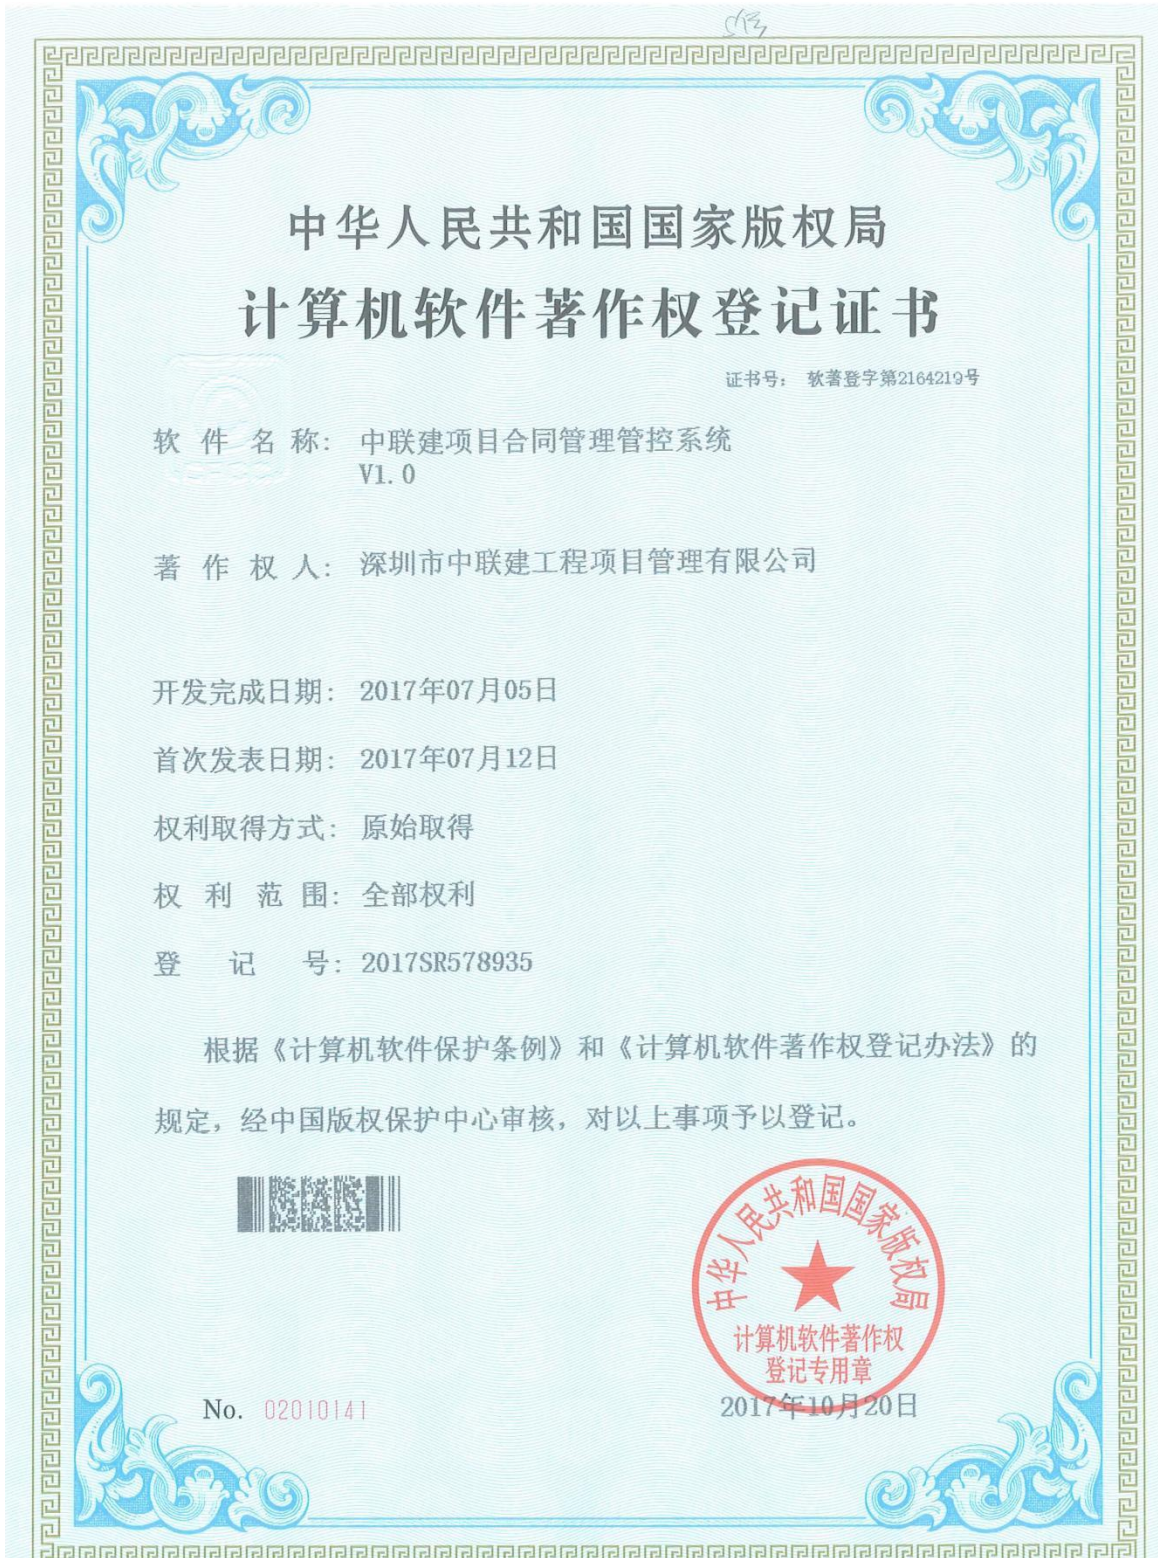 中华人民共和国国家版权局
计算机软件著作权登记证书
证书号： 软著登字第2164219号
软件名称： 中联建项目合同管理管控系统
V1.0
著作权人： 深圳市中联建工程项目管理有限公司
开发完成日期： 2017年07月05日
首次发表日期： 2017年07月12日
权利取得方式： 原始取得
权利范围： 全部权利
登记号： 2017SR578935
根据《计算机软件保护条例》和《计算机软件著作权登记办法》的
规定，经中国版权保护中心审核，对以上事项予以登记。
中华人民共和国国家版权局
计算机软件著作权
登记专用章
No. 02010141
2017年10月20日